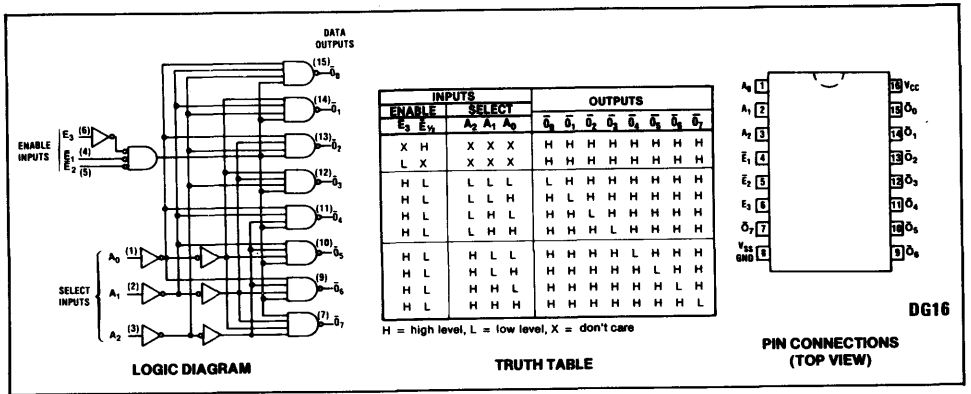 DATA
OUTPUTS
(15) Ō₀
(14) Ō₁
(13) Ō₂
(12) Ō₃
(11) Ō₄
(10) Ō₅
(9) Ō₆
(7) Ō₇
ENABLE
INPUTS
E₃ (6)
Ē₁ (4)
Ē₂ (5)
SELECT
INPUTS
A₀ (1)
A₁ (2)
A₂ (3)
LOGIC DIAGRAM
INPUTS OUTPUTS
ENABLE SELECT
E₃ Ē½ A₂ A₁ A₀ Ō₀ Ō₁ Ō₂ Ō₃ Ō₄ Ō₅ Ō₆ Ō₇
X H X X X H H H H H H H H
L X X X X H H H H H H H H
H L L L L L H H H H H H H
H L L L H H L H H H H H H
H L L H L H H L H H H H H
H L L H H H H H L H H H H
H L H L L H H H H L H H H
H L H L H H H H H H L H H
H L H H L H H H H H H L H
H L H H H H H H H H H H L
H = high level, L = low level, X = don't care
TRUTH TABLE
A₀ 1 16 VCC
A₁ 2 15 Ō₀
A₂ 3 14 Ō₁
Ē₁ 4 13 Ō₂
Ē₂ 5 12 Ō₃
E₃ 6 11 Ō₄
Ō₇ 7 10 Ō₅
VSS
GND 8 9 Ō₆
DG16
PIN CONNECTIONS
(TOP VIEW)